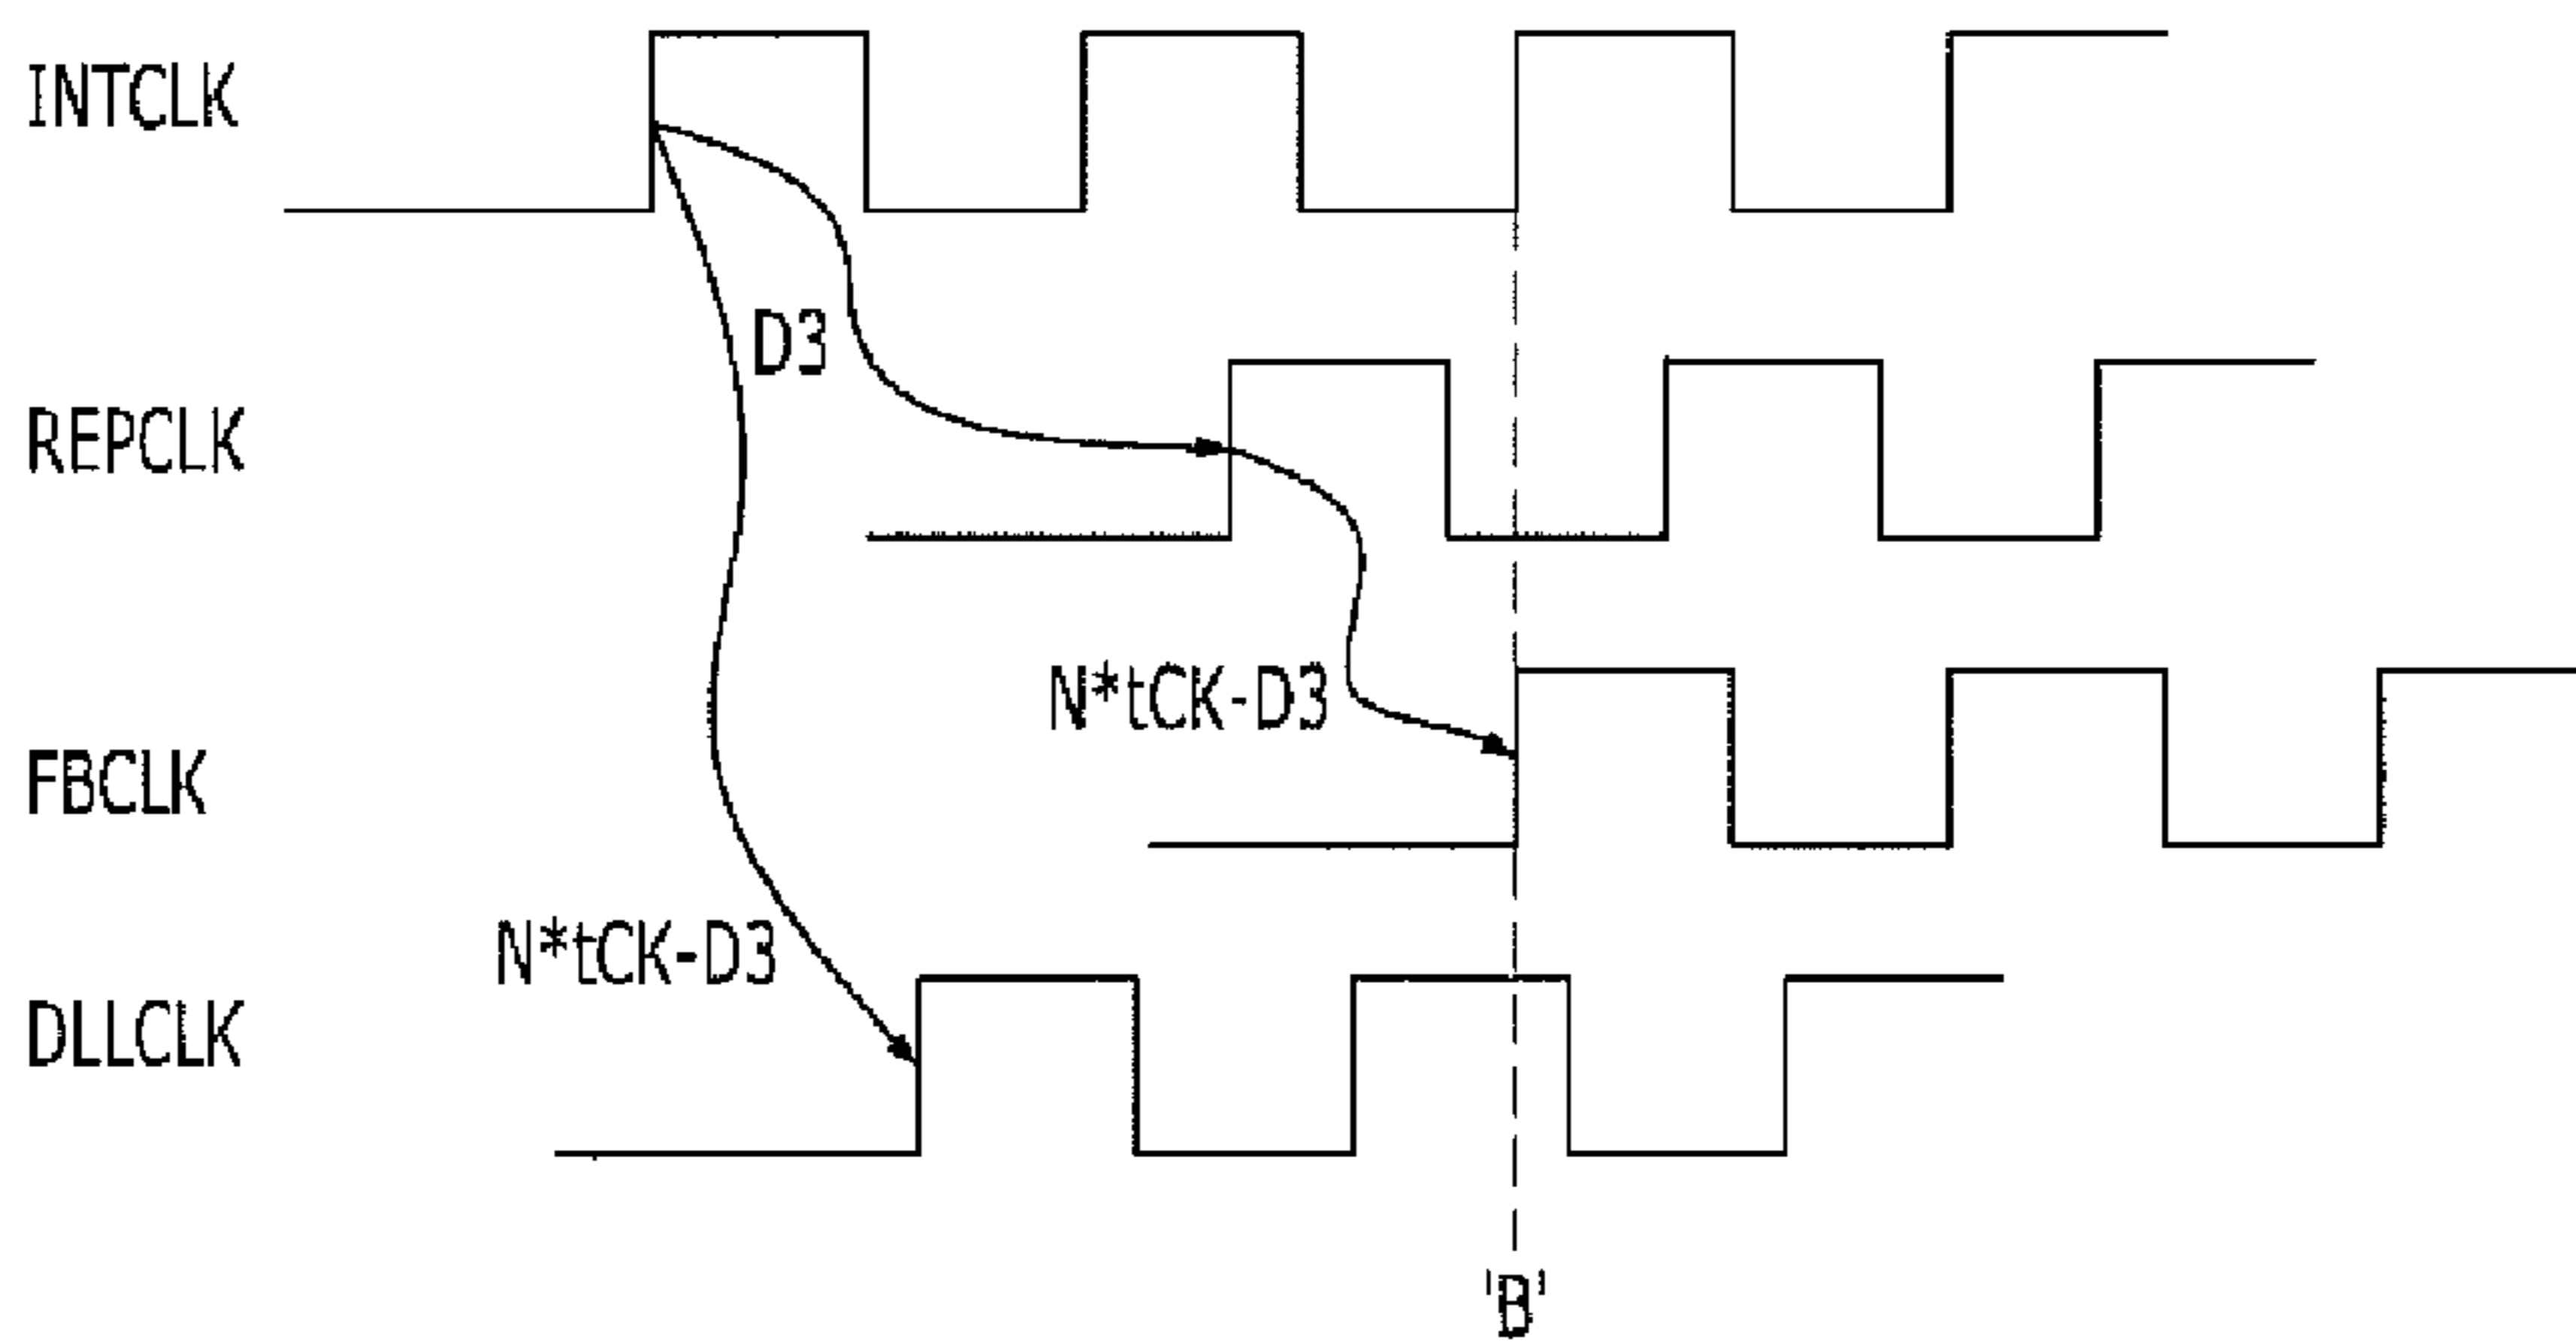 INTCLK
D3
REPCLK
N*tCK-D3
FBCLK
N*tCK-D3
DLLCLK
'B'